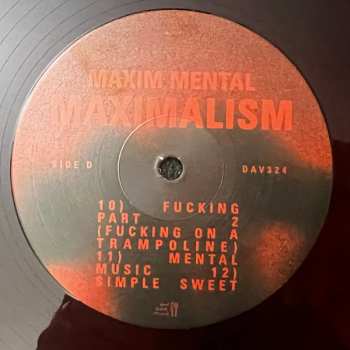 MAXIM MENTAL
MAXIMALISM
SIDE D
DAV324
10) FUCKING
PART 2
(FUCKING ON A
TRAMPOLINE)
11) MENTAL
MUSIC 12)
SIMPLE SWEET